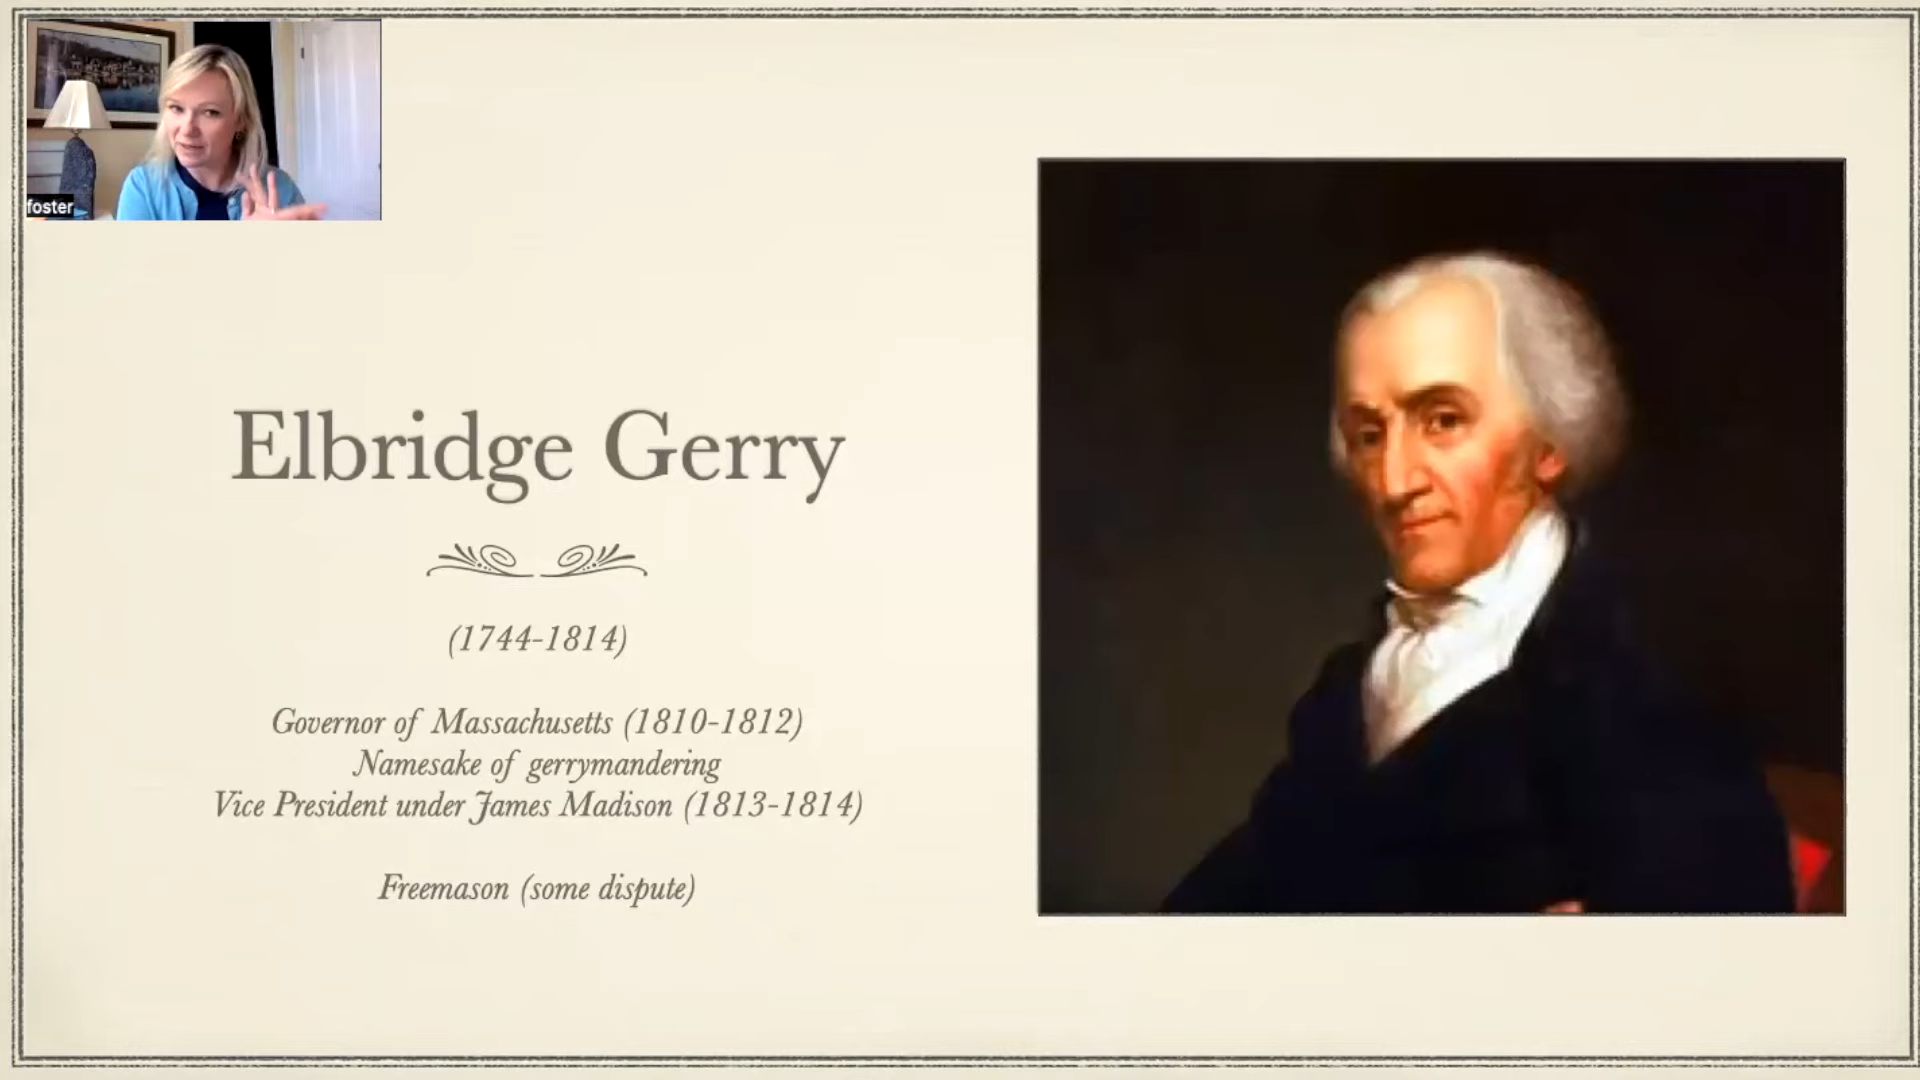 foster
Elbridge Gerry
(1744-1814)
Governor of Massachusetts (1810-1812)
Namesake of gerrymandering
Vice President under James Madison (1813-1814)
Freemason (some dispute)